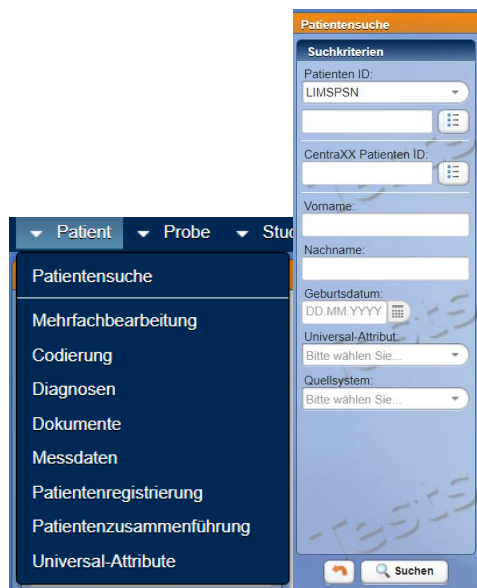 Patient
Probe
Patientensuche
Mehrfachbearbeitung
Codierung
Diagnosen
Dokumente
Messdaten
Patientenregistrierung
Patientenzusammenführung
Universal-Attribute
Patientensuche
Suchkriterien
Patienten ID:
LIMSPSN
CentraXX Patienten ID:
Vorname:
Nachname:
Geburtsdatum:
DD.MM.YYYY
Universal-Attribut:
Bitte wählen Sie...
Quellsystem:
Bitte wählen Sie...
-Tests
Suchen